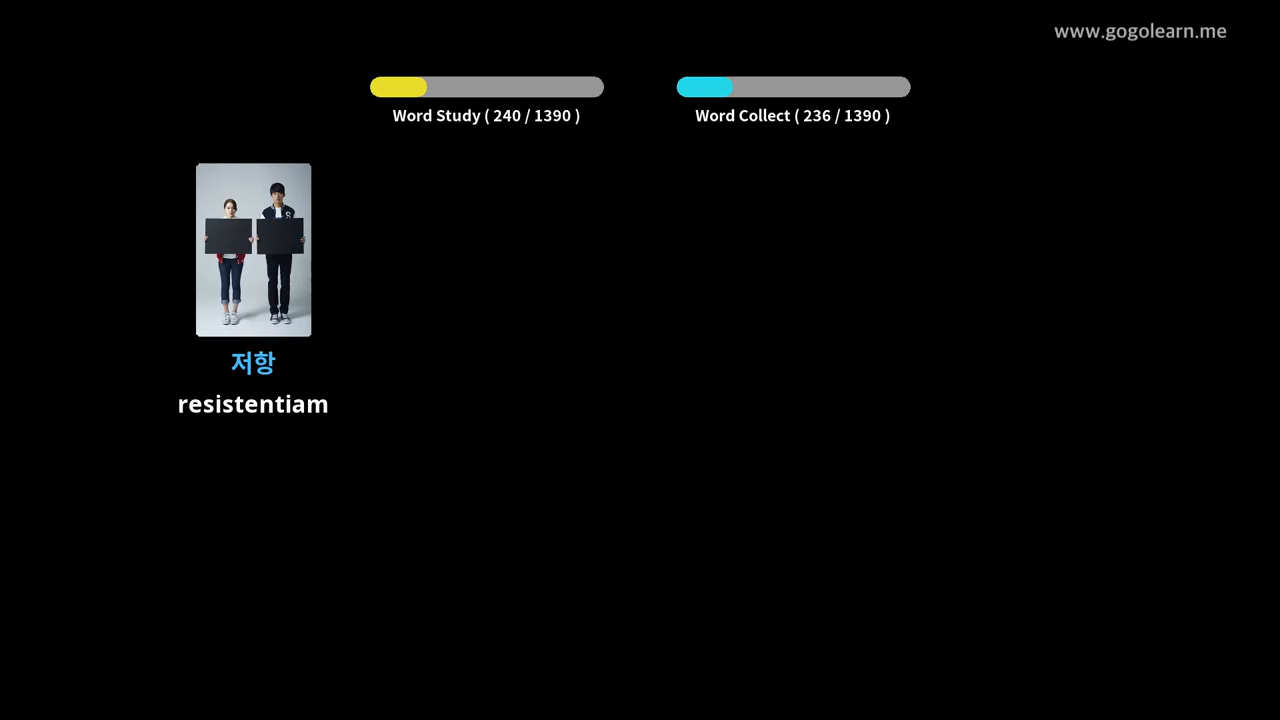 www.gogolearn.me
Word Study ( 240 / 1390 )
Word Collect ( 236 / 1390 )
S
저항
resistentiam